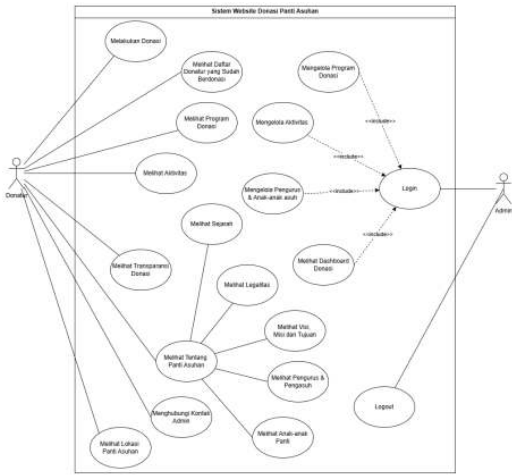 Sistem Website Donasi Panti Asuhan
Melakukan Donasi
Melihat Daftar
Donatur yang Sudah
Berdonasi
Mengelola Program
Donasi
Melihat Program
Donasi
Mengelola Aktivitas
<<include>>
<<include>>
Melihat Aktivitas
Donatur
Mengelola Pengurus
& Anak-anak asuh
<<include>>
Login
Admin
Melihat Sejarah
<<include>>
Melihat Transparansi
Donasi
Melihat Dashboard
Donasi
Melihat Legalitas
Melihat Visi,
Misi dan Tujuan
Melihat Tentang
Panti Asuhan
Melihat Pengurus &
Pengasuh
Menghubungi Kontak
Admin
Logout
Melihat Lokasi
Panti Asuhan
Melihat Anak-anak
Panti